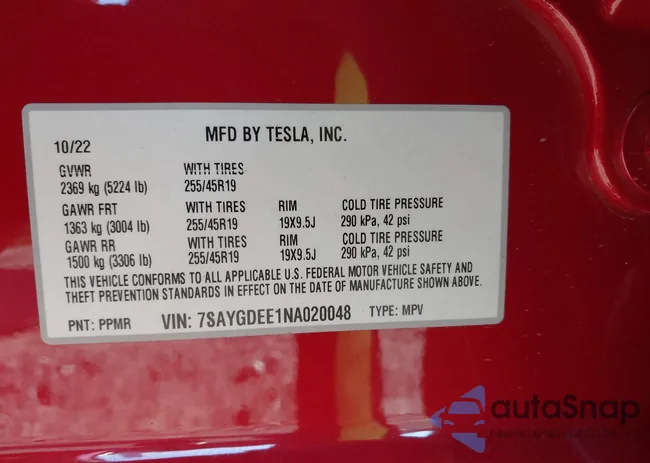 MFD BY TESLA, INC.
10/22
GVWR WITH TIRES
2369 kg (5224 lb) 255/45R19
GAWR FRT WITH TIRES RIM COLD TIRE PRESSURE
1363 kg (3004 lb) 255/45R19 19X9.5J 290 kPa, 42 psi
GAWR RR WITH TIRES RIM COLD TIRE PRESSURE
1500 kg (3306 lb) 255/45R19 19X9.5J 290 kPa, 42 psi
THIS VEHICLE CONFORMS TO ALL APPLICABLE U.S. FEDERAL MOTOR VEHICLE SAFETY AND
THEFT PREVENTION STANDARDS IN EFFECT ON THE DATE OF MANUFACTURE SHOWN ABOVE.
PNT: PPMR VIN: 7SAYGDEE1NA020048 TYPE: MPV
autaSnap